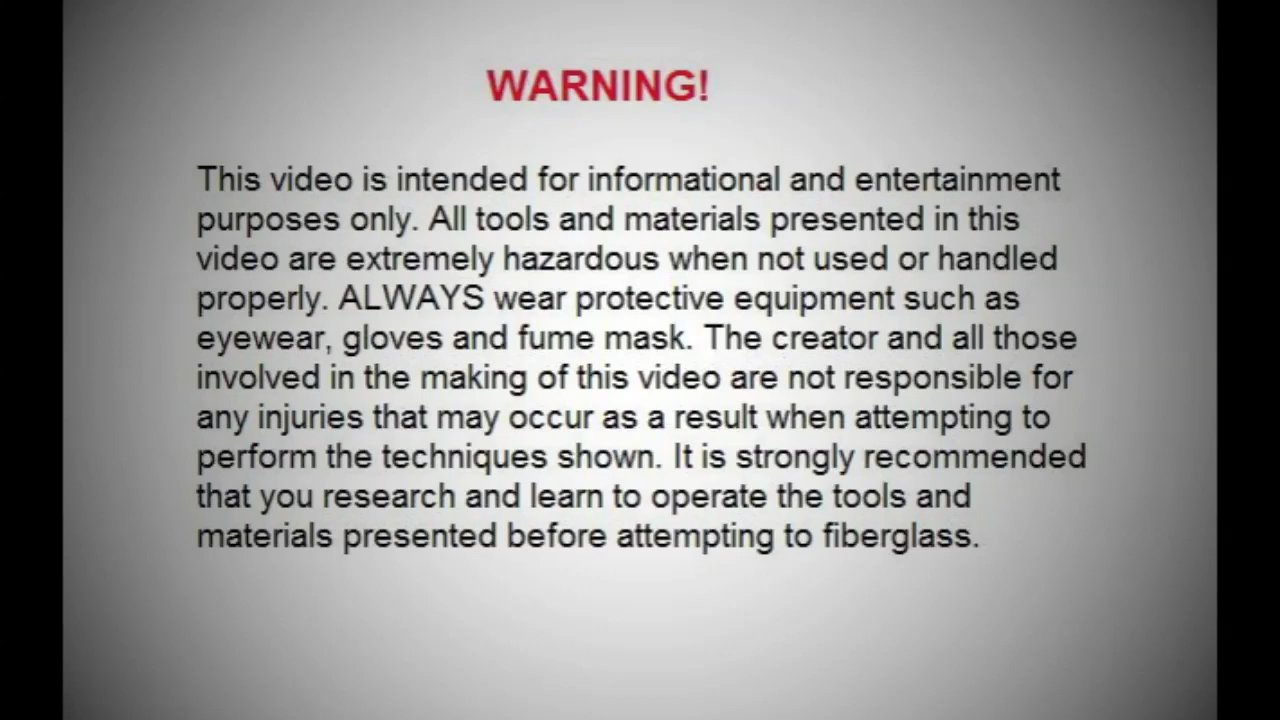 WARNING!
This video is intended for informational and entertainment
purposes only. All tools and materials presented in this
video are extremely hazardous when not used or handled
properly. ALWAYS wear protective equipment such as
eyewear, gloves and fume mask. The creator and all those
involved in the making of this video are not responsible for
any injuries that may occur as a result when attempting to
perform the techniques shown. It is strongly recommended
that you research and learn to operate the tools and
materials presented before attempting to fiberglass.